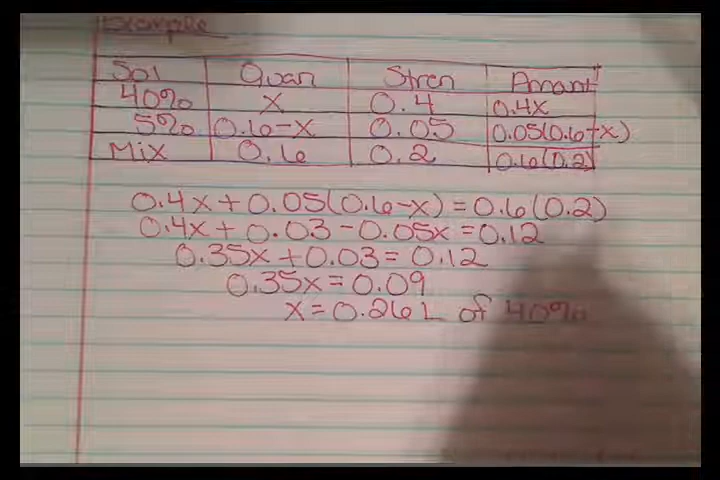 Example
Sol Quan Stren Amont
40% x 0.4 0.4x
5% 0.6-x 0.05 0.05(0.6-x)
Mix 0.6 0.2 0.6(0.2)
0.4x + 0.05(0.6-x) = 0.6(0.2)
0.4x + 0.03 - 0.05x = 0.12
0.35x + 0.03 = 0.12
0.35x = 0.09
x = 0.26L of 40%